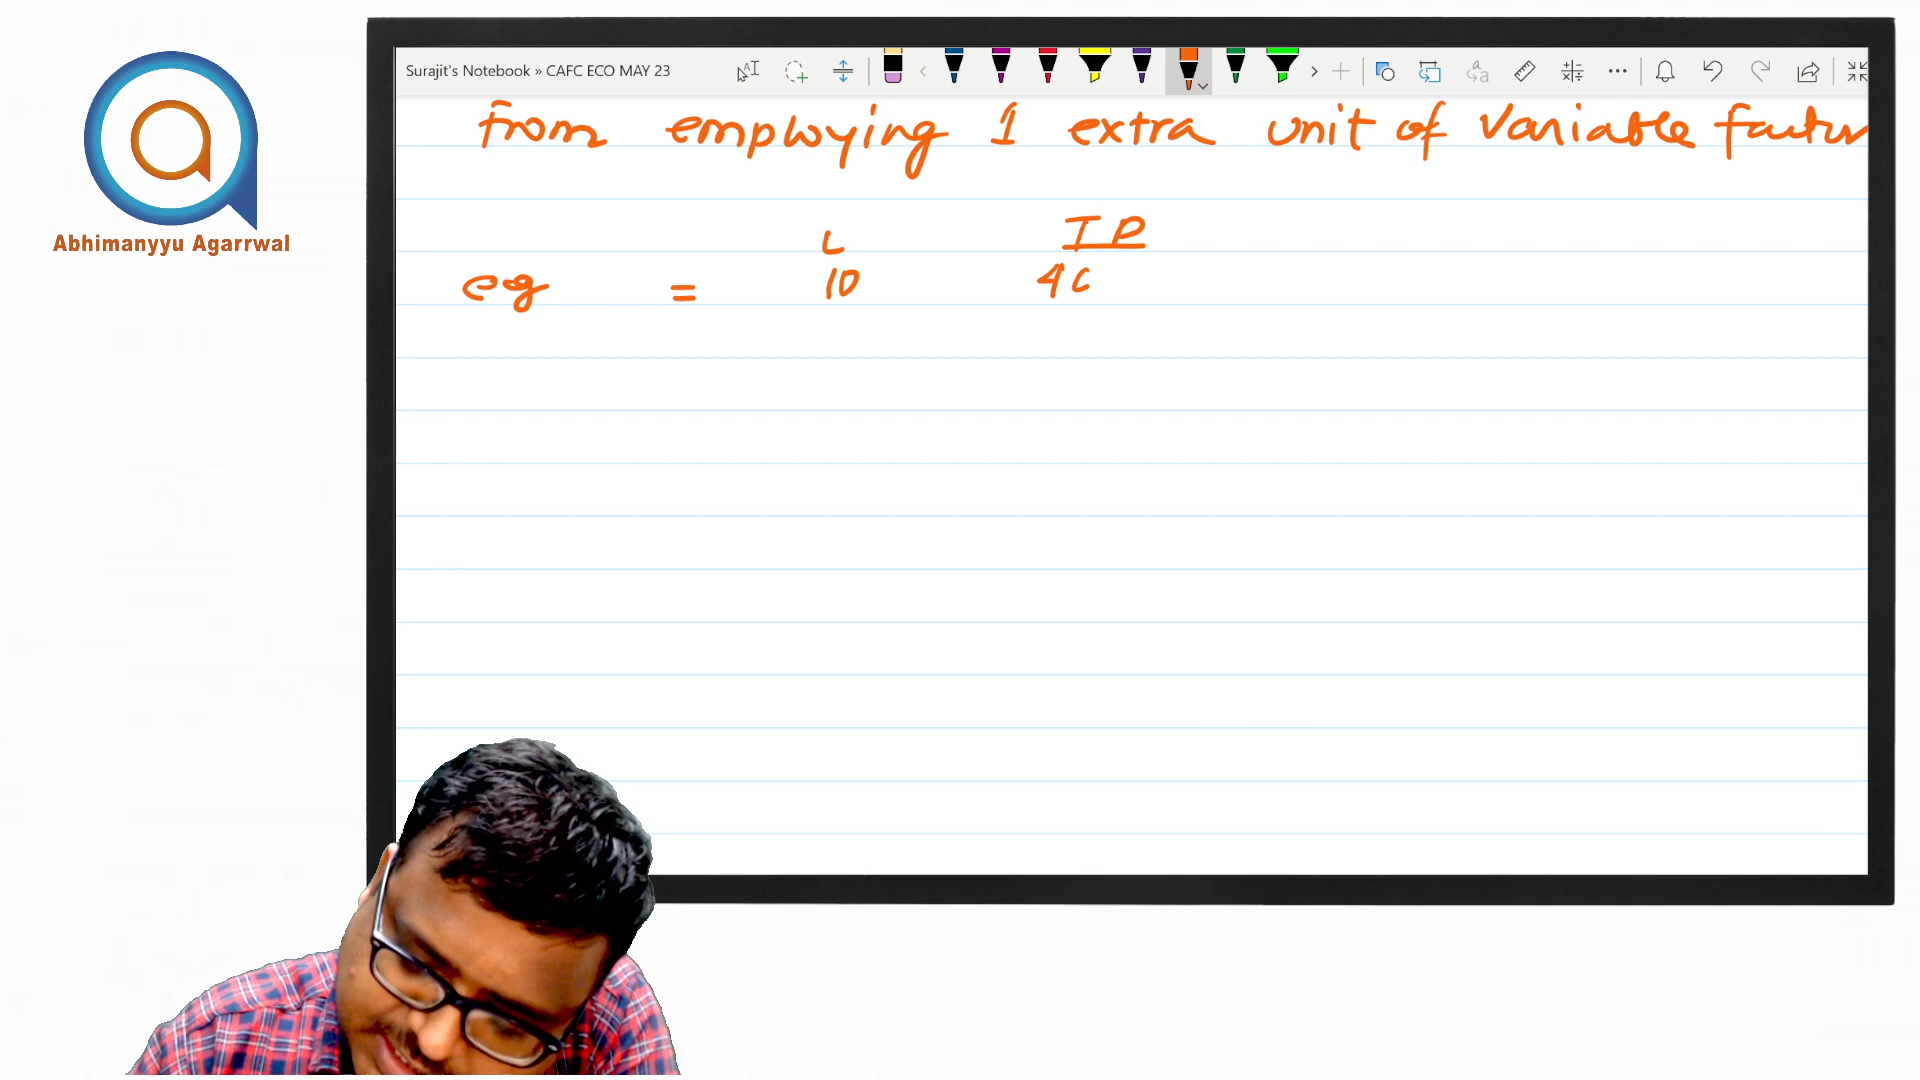 Surajit's Notebook » CAFC ECO MAY 23
from employing 1 extra unit of variable factor
L TP
eg = 10 40
Abhimanyyu Agarrwal